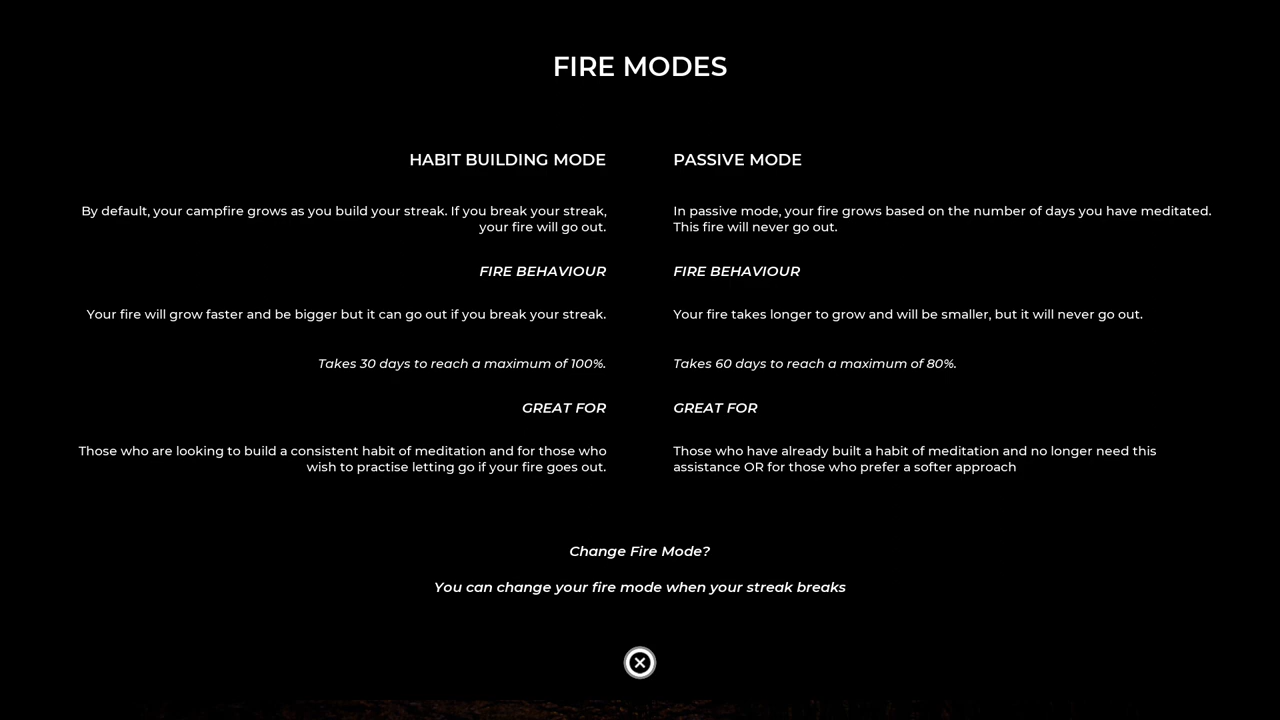 FIRE MODES
HABIT BUILDING MODE
By default, your campfire grows as you build your streak. If you break your streak,
your fire will go out.
FIRE BEHAVIOUR
Your fire will grow faster and be bigger but it can go out if you break your streak.
Takes 30 days to reach a maximum of 100%.
GREAT FOR
Those who are looking to build a consistent habit of meditation and for those who
wish to practise letting go if your fire goes out.
PASSIVE MODE
In passive mode, your fire grows based on the number of days you have meditated.
This fire will never go out.
FIRE BEHAVIOUR
Your fire takes longer to grow and will be smaller, but it will never go out.
Takes 60 days to reach a maximum of 80%.
GREAT FOR
Those who have already built a habit of meditation and no longer need this
assistance OR for those who prefer a softer approach
Change Fire Mode?
You can change your fire mode when your streak breaks